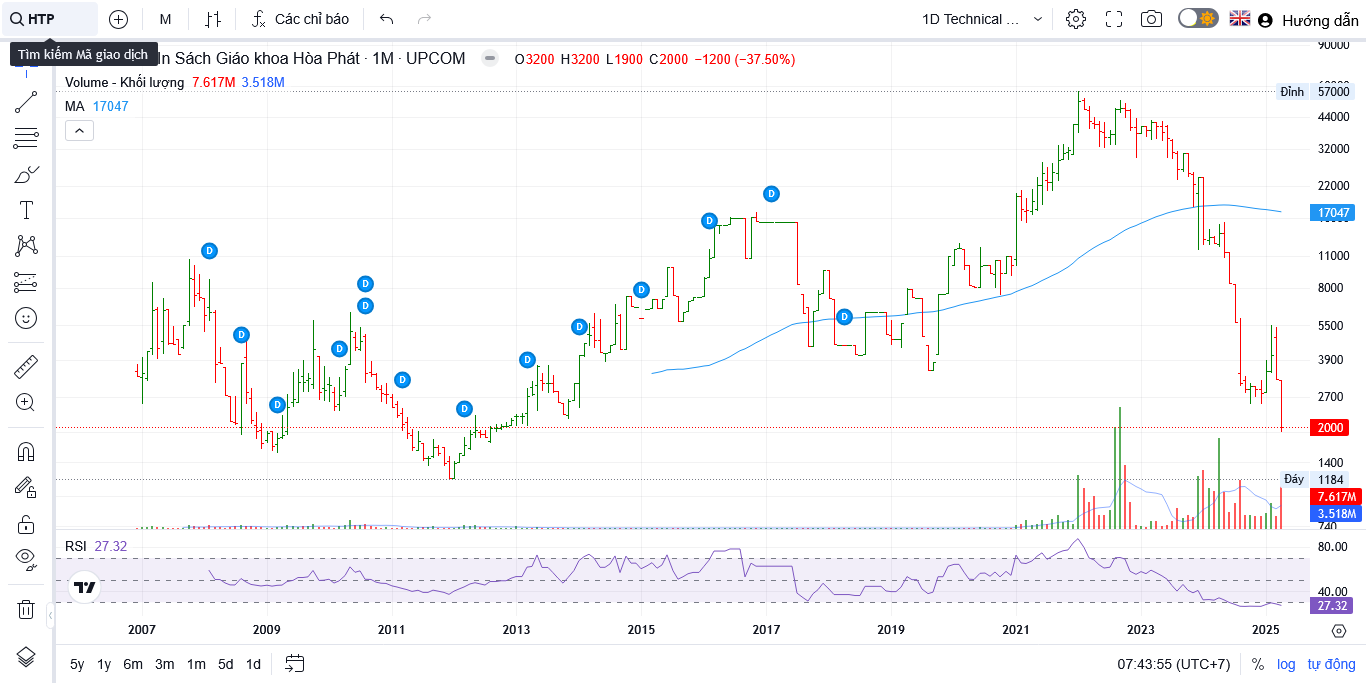 HTP
M
Các chỉ báo
1D Technical ...
Hướng dẫn
Tìm kiếm Mã giao dịch
In Sách Giáo khoa Hòa Phát · 1M · UPCOM
O3200 H3200 L1900 C2000 −1200 (−37.50%)
Volume - Khối lượng 7.617M 3.518M
MA 17047
90000
Đỉnh 57000
44000
32000
22000
17047
11000
8000
5500
3900
2700
2000
1400
Đáy 1184
7.617M
3.518M
740
D
D
D
D
D
D
D
D
D
D
D
D
D
D
RSI 27.32
80.00
40.00
27.32
2007 2009 2011 2013 2015 2017 2019 2021 2023 2025
5y 1y 6m 3m 1m 5d 1d
07:43:55 (UTC+7)
% log tự động